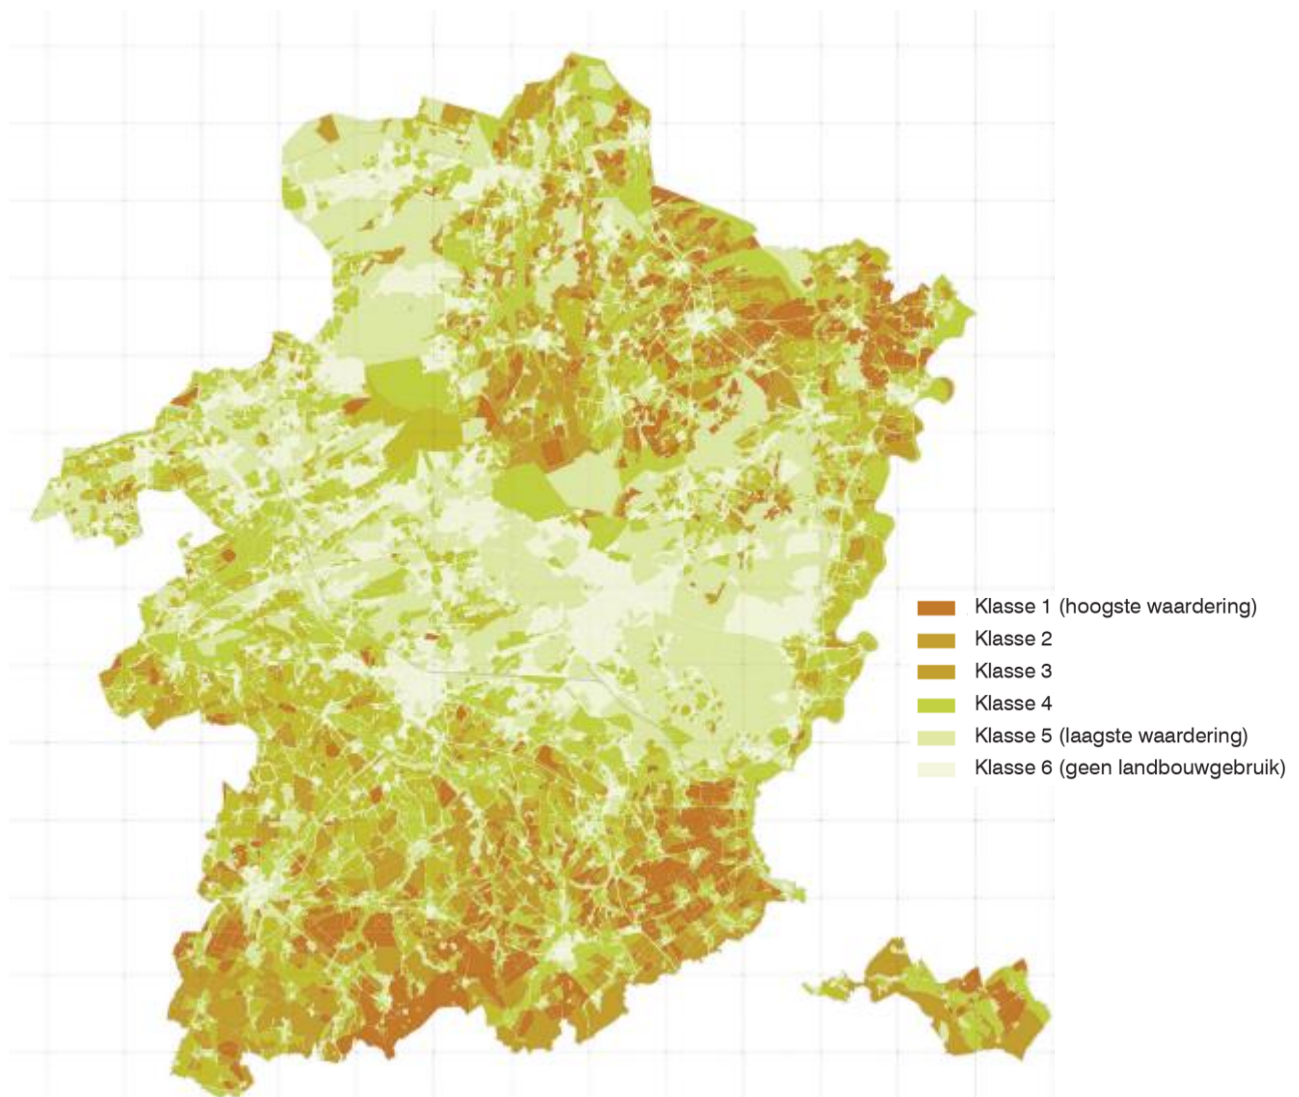 Klasse 1 (hoogste waardering)
Klasse 2
Klasse 3
Klasse 4
Klasse 5 (laagste waardering)
Klasse 6 (geen landbouwgebruik)